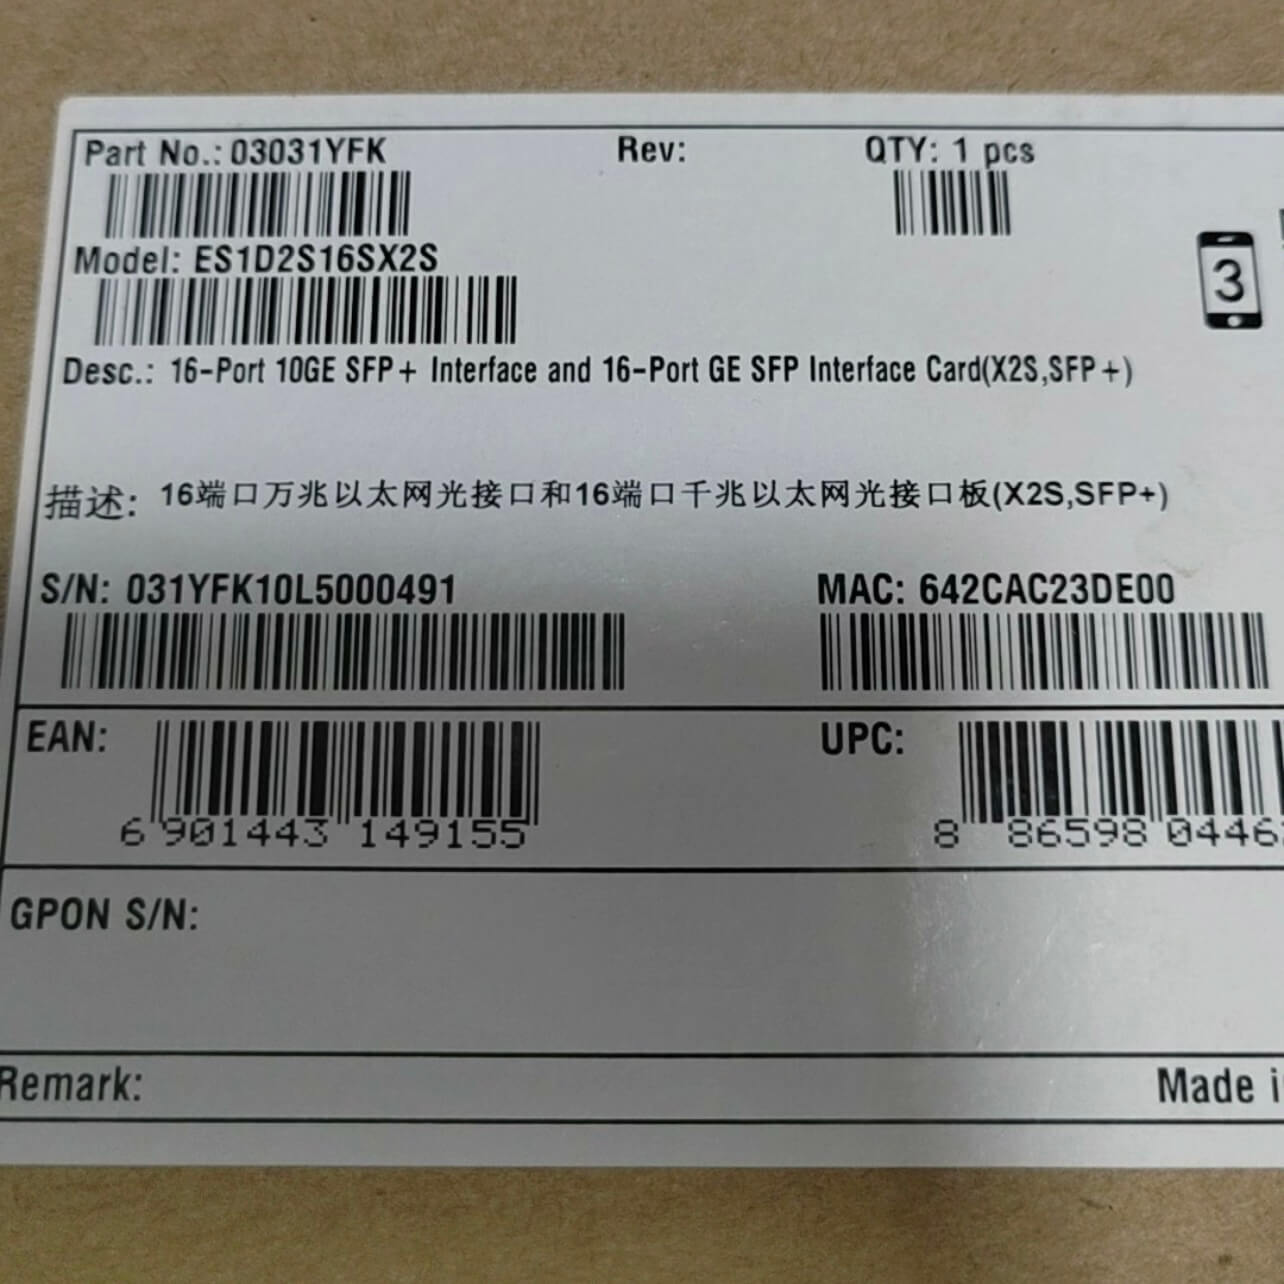 Part No.: 03031YFK Rev: QTY: 1 pcs
Model: ES1D2S16SX2S
3
Desc.: 16-Port 10GE SFP+ Interface and 16-Port GE SFP Interface Card(X2S,SFP+)
描述: 16端口万兆以太网光接口和16端口千兆以太网光接口板(X2S,SFP+)
S/N: 031YFK10L5000491 MAC: 642CAC23DE00
EAN: UPC:
6 901443 149155 8 86598 0446
GPON S/N:
Remark: Made